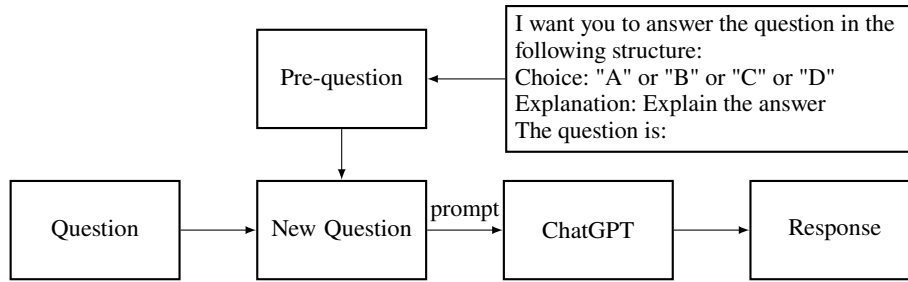 I want you to answer the question in the
following structure:
Choice: "A" or "B" or "C" or "D"
Explanation: Explain the answer
The question is:
Pre-question
Question
New Question
prompt
ChatGPT
Response